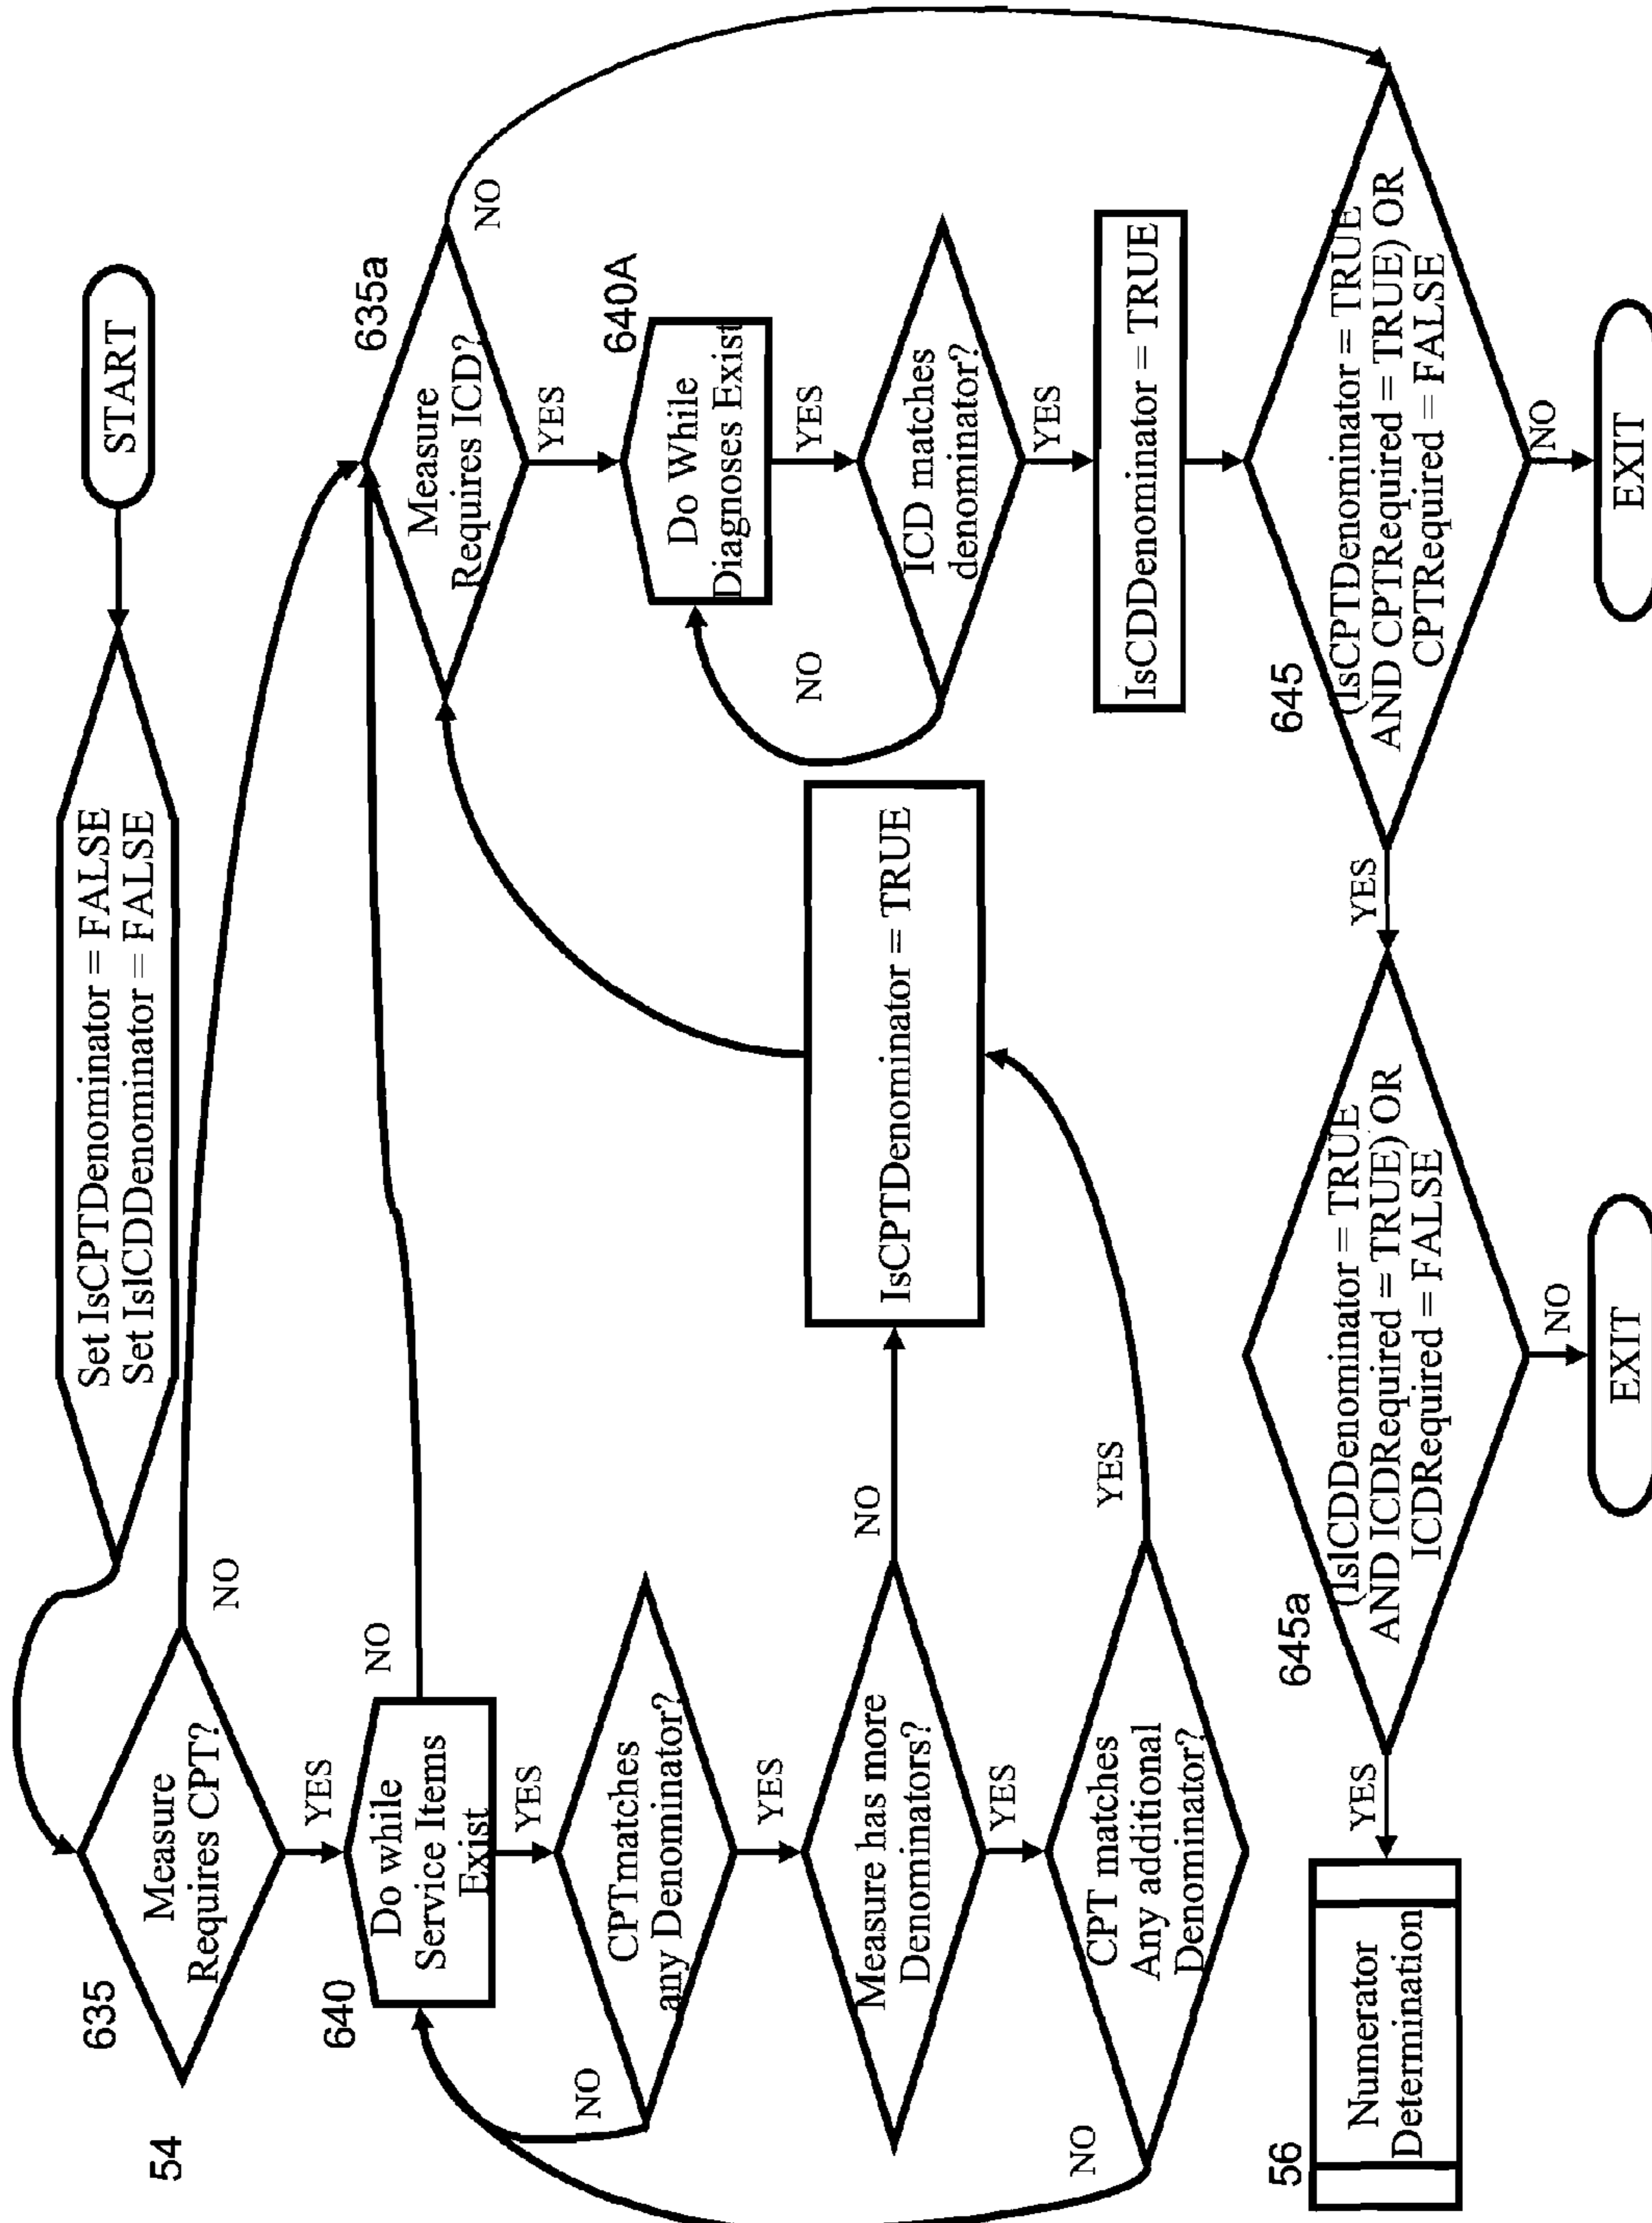 START
Set IsCPTDenominator = FALSE
Set IsICDDenominator = FALSE
54
635
Measure
Requires CPT?
NO
YES
640
Do while
Service Items
Exist
NO
YES
CPTmatches
any Denominator?
NO
YES
Measure has more
Denominators?
NO
YES
CPT matches
Any additional
Denominator?
NO
YES
IsCPTDenominator = TRUE
635a
Measure
Requires ICD?
NO
YES
640A
Do While
Diagnoses Exist
YES
ICD matches
denominator?
NO
YES
IsCDDenominator = TRUE
645
(IsCPTDenominator = TRUE
AND CPTRequired = TRUE) OR
CPTRequired = FALSE
NO
EXIT
YES
645a
(IsICDDenominator = TRUE
AND ICDRequired = TRUE) OR
ICDRequired = FALSE
NO
EXIT
YES
56
Numerator
Determination